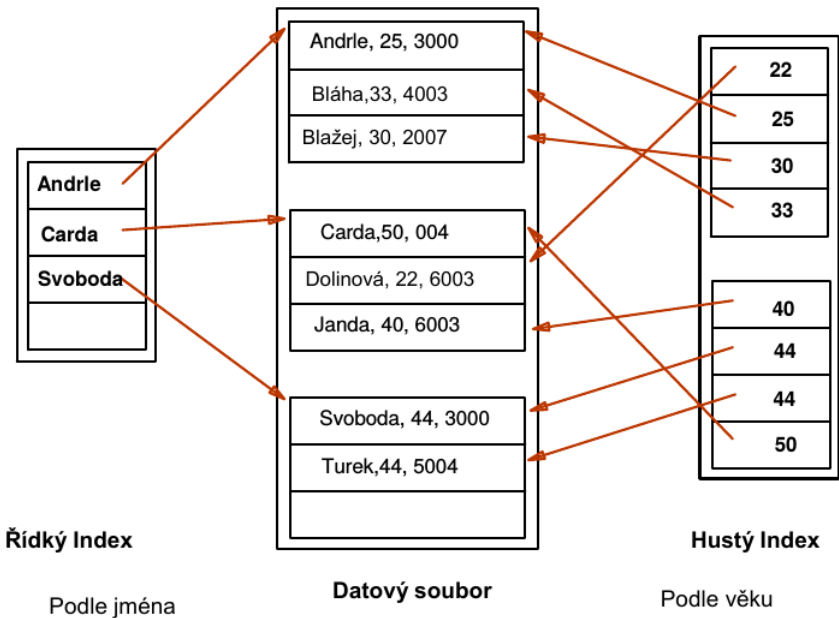 Andrle
Carda
Svoboda
Řídký Index
Podle jména
Andrle, 25, 3000
Bláha,33, 4003
Blažej, 30, 2007
Carda,50, 004
Dolinová, 22, 6003
Janda, 40, 6003
Svoboda, 44, 3000
Turek,44, 5004
Datový soubor
22
25
30
33
40
44
44
50
Hustý Index
Podle věku